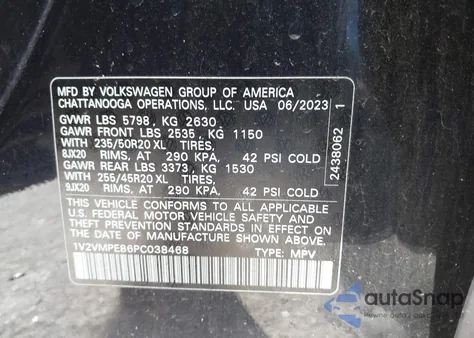 MFD BY VOLKSWAGEN GROUP OF AMERICA
CHATTANOOGA OPERATIONS, LLC. USA 06/2023
GVWR LBS 5798, KG 2630
GAWR FRONT LBS 2535, KG 1150
WITH 235/50R20 XL TIRES,
8JX20 RIMS, AT 290 KPA, 42 PSI COLD
GAWR REAR LBS 3373, KG 1530
WITH 255/45R20 XL TIRES,
9JX20 RIMS, AT 290 KPA, 42 PSI COLD
THIS VEHICLE CONFORMS TO ALL APPLICABLE
U.S. FEDERAL MOTOR VEHICLE SAFETY AND
THEFT PREVENTION STANDARDS IN EFFECT ON
THE DATE OF MANUFACTURE SHOWN ABOVE.
1V2VMPE86PC038468 TYPE: MPV
2438062 1
autoSnap